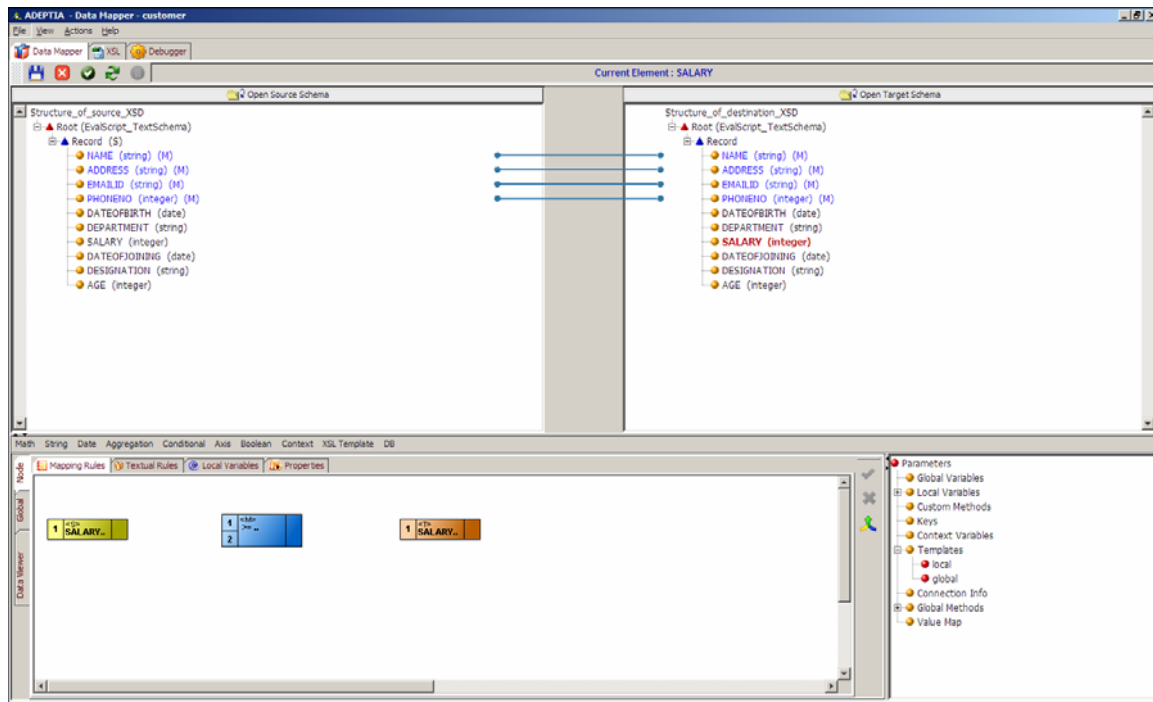 ADEPTIA - Data Mapper - customer
File View Actions Help
Data Mapper XSL Debugger
Current Element : SALARY
Open Source Schema Open Target Schema
Structure_of_source_XSD
Root (EvalScript_TextSchema)
Record (S)
NAME (string) (M)
ADDRESS (string) (M)
EMAILID (string) (M)
PHONENO (integer) (M)
DATEOFBIRTH (date)
DEPARTMENT (string)
SALARY (integer)
DATEOFJOINING (date)
DESIGNATION (string)
AGE (integer)
Structure_of_destination_XSD
Root (EvalScript_TextSchema)
Record
NAME (string) (M)
ADDRESS (string) (M)
EMAILID (string) (M)
PHONENO (integer) (M)
DATEOFBIRTH (date)
DEPARTMENT (string)
SALARY (integer)
DATEOFJOINING (date)
DESIGNATION (string)
AGE (integer)
Math String Date Aggregation Conditional Axis Boolean Context XSL Template DB
Node
Global
Data Viewer
Mapping Rules Textual Rules Local Variables Properties
1 <S> SALARY..
1 <M> >= ..
2
1 <T> SALARY..
Parameters
Global Variables
Local Variables
Custom Methods
Keys
Context Variables
Templates
local
global
Connection Info
Global Methods
Value Map